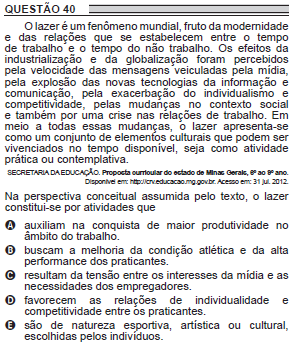 QUESTÃO 40
O lazer é um fenômeno mundial, fruto da modernidade
e das relações que se estabelecem entre o tempo
de trabalho e o tempo do não trabalho. Os efeitos da
industrialização e da globalização foram percebidos
pela velocidade das mensagens veiculadas pela mídia,
pela explosão das novas tecnologias da informação e
comunicação, pela exacerbação do individualismo e
competitividade, pelas mudanças no contexto social
e também por uma crise nas relações de trabalho. Em
meio a todas essas mudanças, o lazer apresenta-se
como um conjunto de elementos culturais que podem ser
vivenciados no tempo disponível, seja como atividade
prática ou contemplativa.
SECRETARIA DA EDUCAÇÃO. Proposta curricular do estado de Minas Gerais, 6º ao 9º ano.
Disponível em: http://crv.educacao.mg.gov.br. Acesso em: 31 jul. 2012.
Na perspectiva conceitual assumida pelo texto, o lazer
constitui-se por atividades que
A auxiliam na conquista de maior produtividade no
âmbito do trabalho.
B buscam a melhoria da condição atlética e da alta
performance dos praticantes.
C resultam da tensão entre os interesses da mídia e as
necessidades dos empregadores.
D favorecem as relações de individualidade e
competitividade entre os praticantes.
E são de natureza esportiva, artística ou cultural,
escolhidas pelos indivíduos.